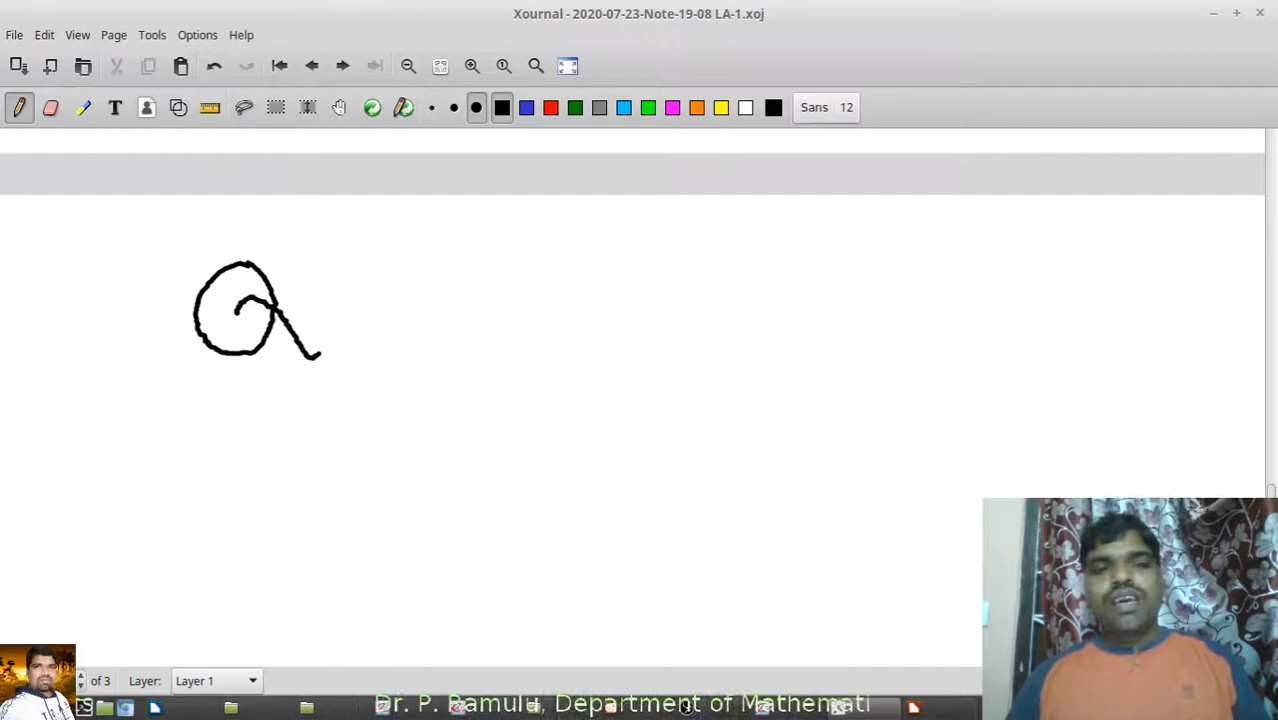 Xournal - 2020-07-23-Note-19-08 LA-1.xoj
File Edit View Page Tools Options Help
T Sans 12
Q
of 3 Layer: Layer 1
Dr. P. Ramulu, Department of Mathemati